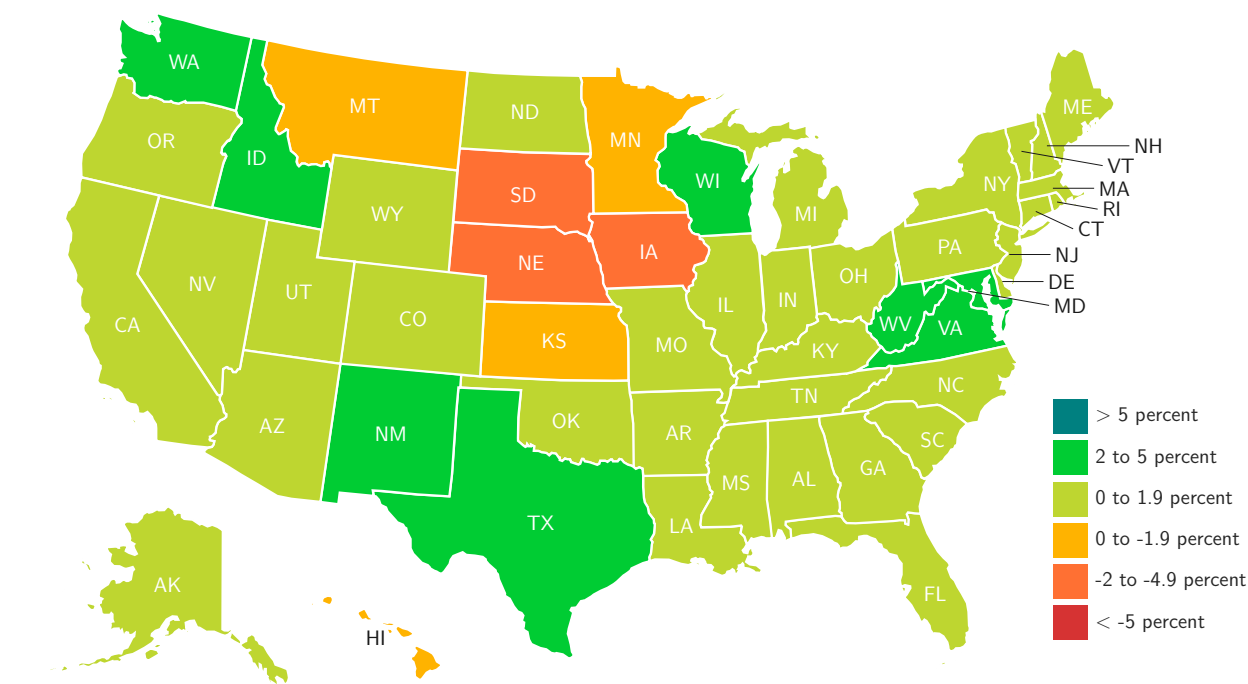 WA
MT
ND
MN
ME
OR
ID
SD
WI
NH
VT
WY
MI
NY
MA
RI
CT
NE
IA
PA
NJ
NV
UT
OH
DE
CO
IL
IN
MD
CA
KS
MO
WV
VA
KY
AZ
NM
OK
TN
NC
AR
SC
> 5 percent
MS
AL
GA
2 to 5 percent
TX
LA
0 to 1.9 percent
0 to -1.9 percent
AK
FL
-2 to -4.9 percent
HI
< -5 percent